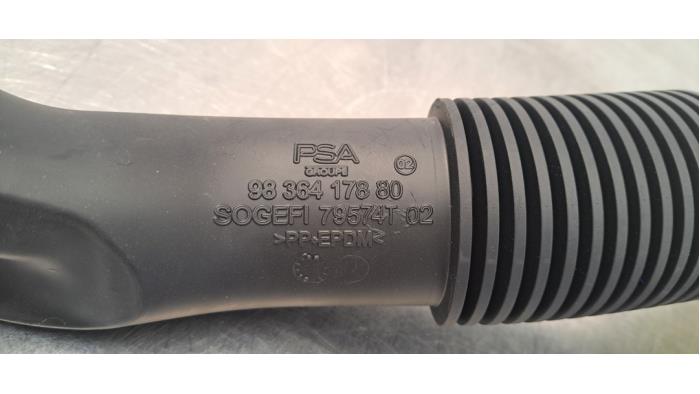 PSA 02
GROUPE
98 364 178 80
SOGEFI 79574T 02
>PP+EPDM<